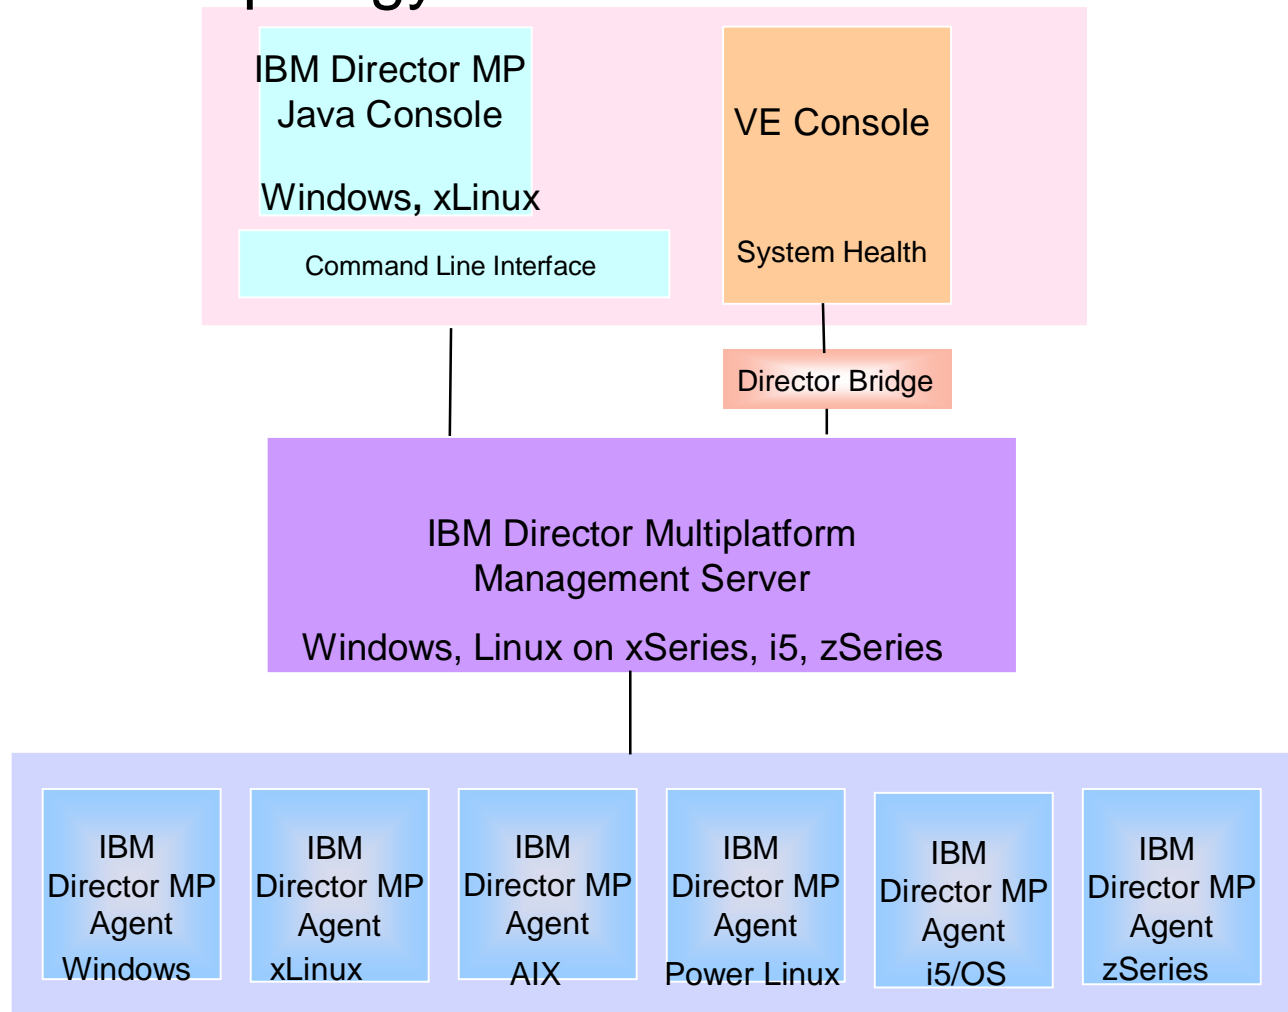 IBM Director MP
Java Console
Windows, xLinux
Command Line Interface
VE Console
System Health
Director Bridge
IBM Director Multiplatform
Management Server
Windows, Linux on xSeries, i5, zSeries
IBM
Director MP
Agent
Windows
IBM
Director MP
Agent
xLinux
IBM
Director MP
Agent
AIX
IBM
Director MP
Agent
Power Linux
IBM
Director MP
Agent
i5/OS
IBM
Director MP
Agent
zSeries